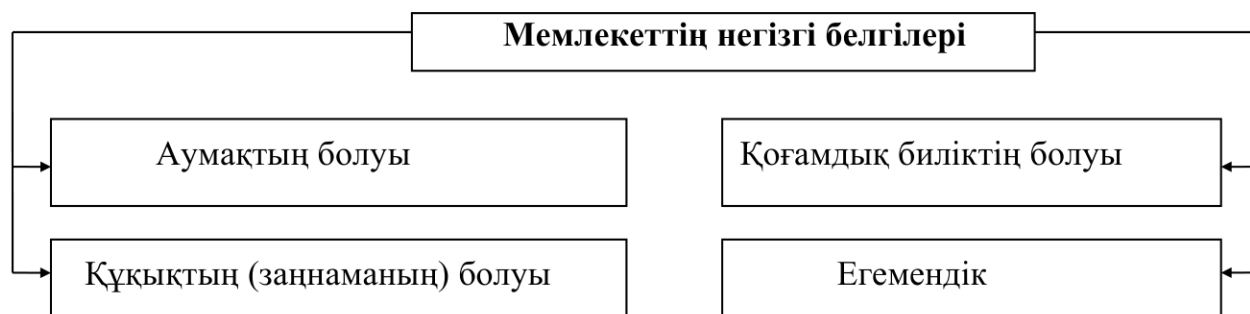 Мемлекеттің негізгі белгілері
Аумақтың болуы
Қоғамдық биліктің болуы
Құқықтың (заңнаманың) болуы
Егемендік